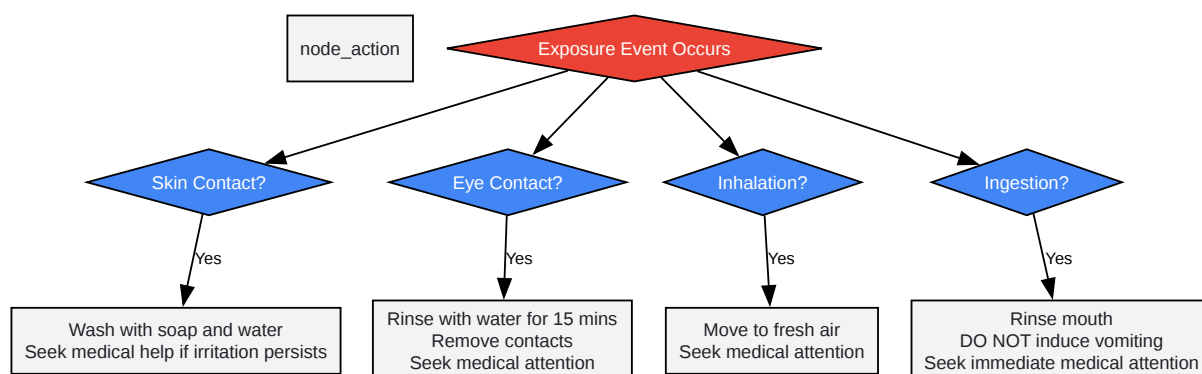 node_action
Exposure Event Occurs
Skin Contact?
Eye Contact?
Inhalation?
Ingestion?
Yes
Yes
Yes
Yes
Wash with soap and water
Seek medical help if irritation persists
Rinse with water for 15 mins
Remove contacts
Seek medical attention
Move to fresh air
Seek medical attention
Rinse mouth
DO NOT induce vomiting
Seek immediate medical attention